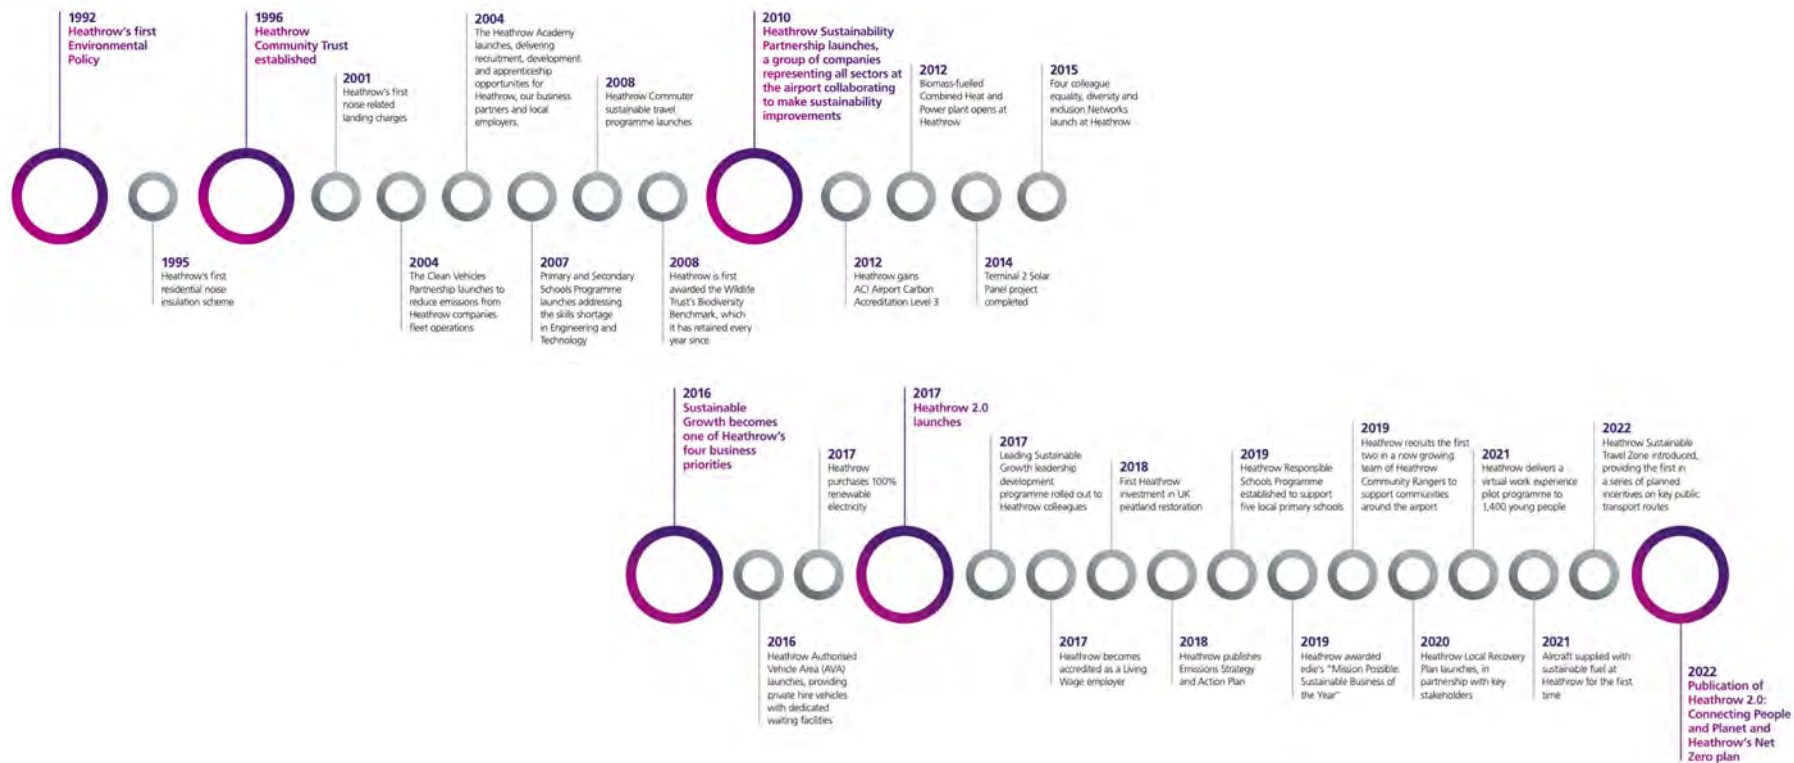 1992
Heathrow's first
Environmental
Policy
1995
Heathrow's first
residential noise
insulation scheme
1996
Heathrow
Community Trust
established
2001
Heathrow's first
noise related
landing charges
2004
The Clean Vehicles
Partnership launches to
reduce emissions from
Heathrow companies
fleet operations
2004
The Heathrow Academy
launches, delivering
recruitment, development
and apprenticeship
opportunities for
Heathrow, our business
partners and local
employers.
2007
Primary and Secondary
Schools Programme
launches addressing
the skills shortage
in Engineering and
Technology
2008
Heathrow Commuter
sustainable travel
programme launches
2008
Heathrow is first
awarded the Wildlife
Trust's Biodiversity
Benchmark, which
it has retained every
year since
2010
Heathrow Sustainability
Partnership launches,
a group of companies
representing all sectors at
the airport collaborating
to make sustainability
improvements
2012
Heathrow gains
ACI Airport Carbon
Accreditation Level 3
2012
Biomass-fuelled
Combined Heat and
Power plant opens at
Heathrow
2014
Terminal 2 Solar
Panel project
completed
2015
Four colleague
equality, diversity and
inclusion Networks
launch at Heathrow
2016
Sustainable
Growth becomes
one of Heathrow's
four business
priorities
2016
Heathrow Authorised
Vehicle Area (AVA)
launches, providing
private hire vehicles
with dedicated
waiting facilities
2017
Heathrow
purchases 100%
renewable
electricity
2017
Heathrow 2.0
launches
2017
Leading Sustainable
Growth leadership
development
programme rolled out to
Heathrow colleagues
2017
Heathrow becomes
accredited as a Living
Wage employer
2018
First Heathrow
investment in UK
peatland restoration
2018
Heathrow publishes
Emissions Strategy
and Action Plan
2019
Heathrow Responsible
Schools Programme
established to support
five local primary schools
2019
Heathrow awarded
edie's "Mission Possible:
Sustainable Business of
the Year"
2019
Heathrow recruits the first
two in a now growing
team of Heathrow
Community Rangers to
support communities
around the airport
2020
Heathrow Local Recovery
Plan launches, in
partnership with key
stakeholders
2021
Heathrow delivers a
virtual work experience
pilot programme to
1,400 young people
2021
Aircraft supplied with
sustainable fuel at
Heathrow for the first
time
2022
Heathrow Sustainable
Travel Zone introduced,
providing the first in
a series of planned
incentives on key public
transport routes
2022
Publication of
Heathrow 2.0:
Connecting People
and Planet and
Heathrow's Net
Zero plan